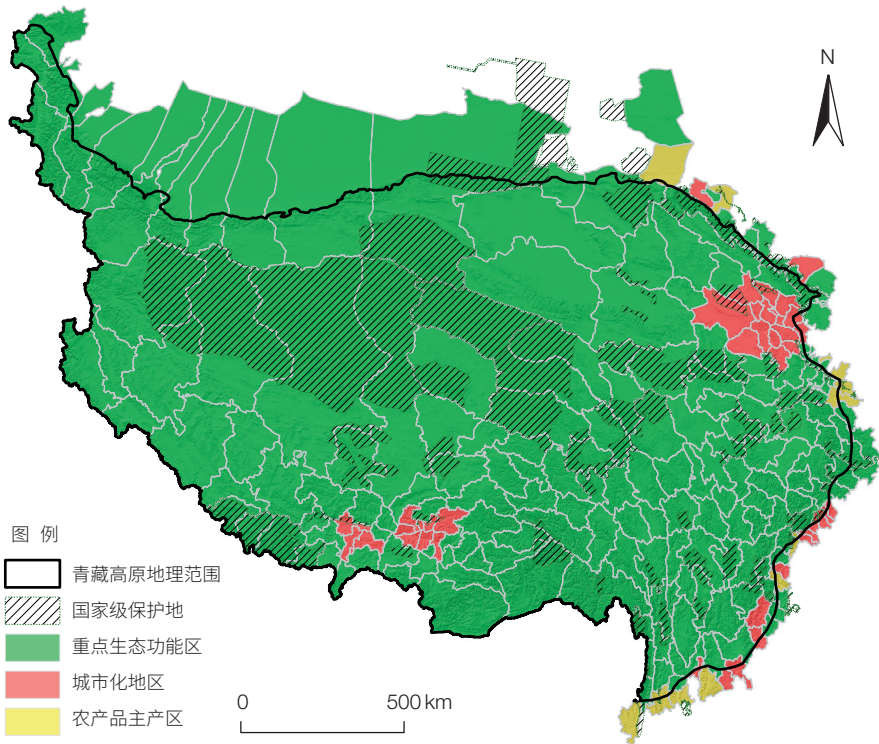 N
图 例
青藏高原地理范围
国家级保护地
重点生态功能区
城市化地区
农产品主产区
0 500 km